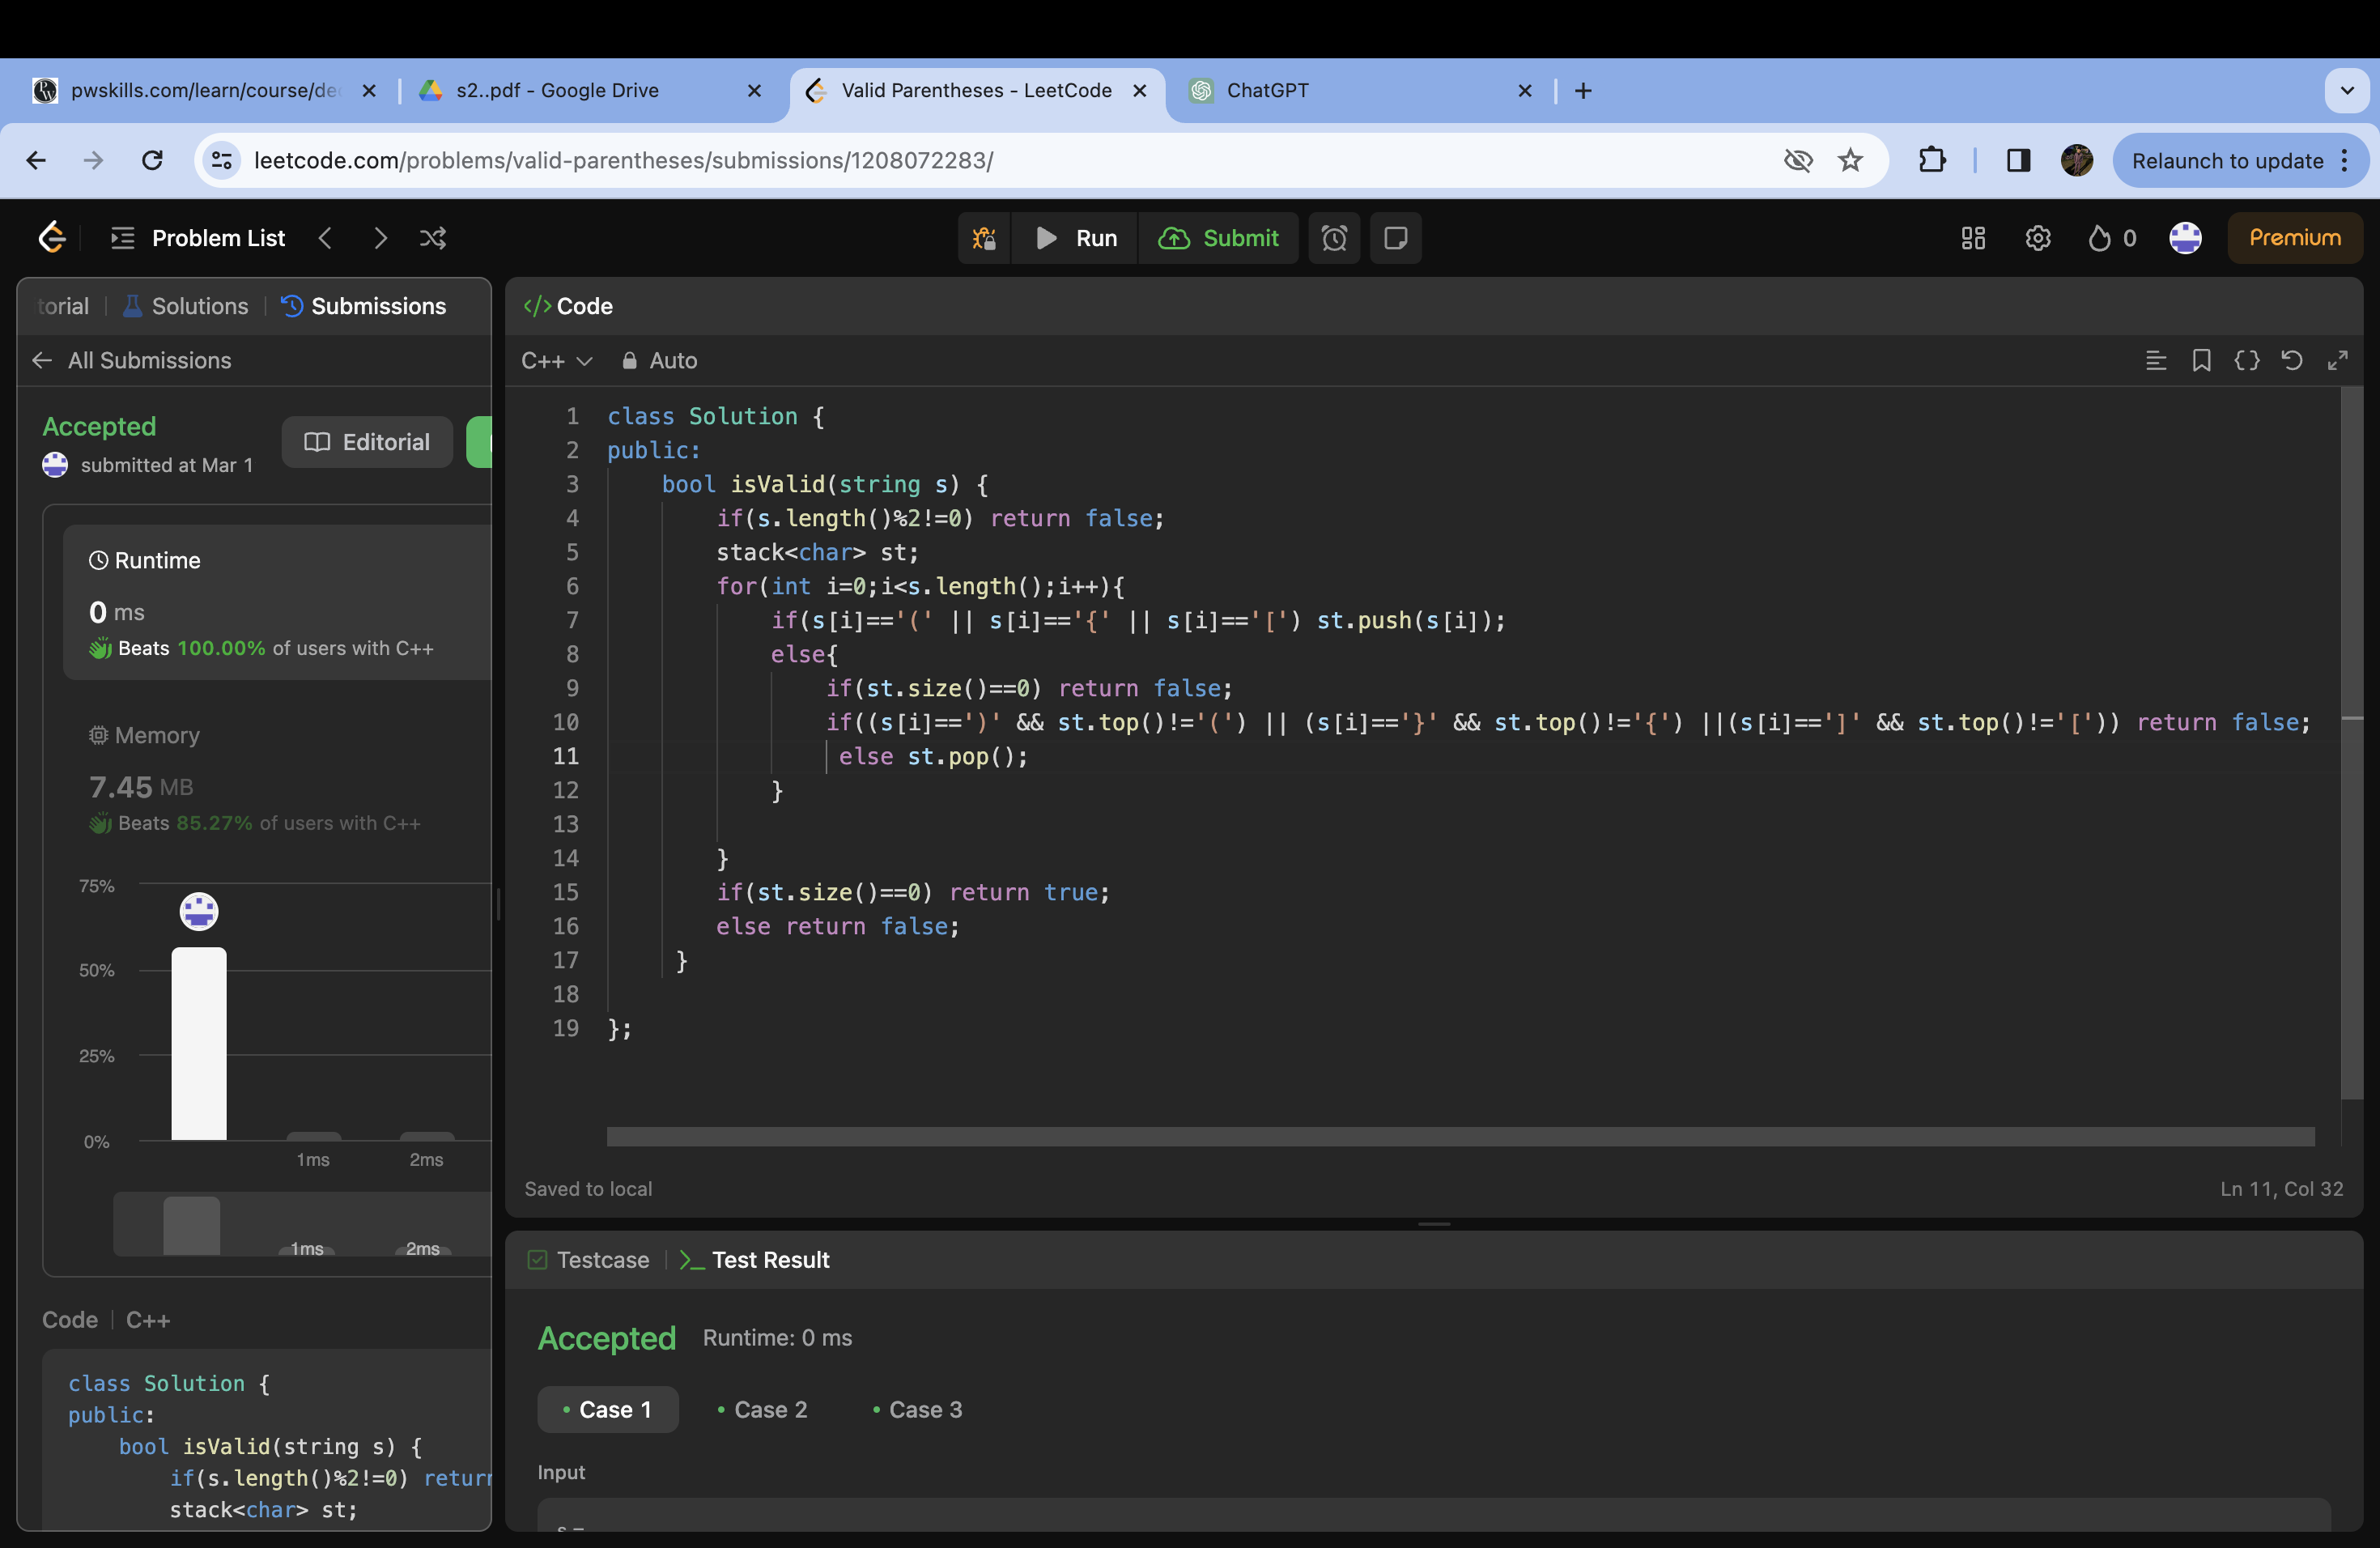 pwskills.com/learn/course/de
s2..pdf - Google Drive
Valid Parentheses - LeetCode
ChatGPT
leetcode.com/problems/valid-parentheses/submissions/1208072283/
Relaunch to update
Problem List
Run
Submit
0
Premium
torial
Solutions
Submissions
All Submissions
Accepted
submitted at Mar 1
Editorial
Runtime
0 ms
Beats 100.00% of users with C++
Memory
7.45 MB
Beats 85.27% of users with C++
75%
50%
25%
0%
1ms 2ms
1ms 2ms
Code | C++
class Solution {
public:
    bool isValid(string s) {
        if(s.length()%2!=0) return
        stack<char> st;
</> Code
C++ Auto
1 class Solution {
2 public:
3     bool isValid(string s) {
4         if(s.length()%2!=0) return false;
5         stack<char> st;
6         for(int i=0;i<s.length();i++){
7             if(s[i]=='(' || s[i]=='{' || s[i]=='[') st.push(s[i]);
8             else{
9                 if(st.size()==0) return false;
10                 if((s[i]==')' && st.top()!='(') || (s[i]=='}' && st.top()!='{') ||(s[i]==']' && st.top()!='[')) return false;
11                  else st.pop();
12             }
13
14         }
15         if(st.size()==0) return true;
16         else return false;
17      }
18
19 };
Saved to local
Ln 11, Col 32
Testcase
Test Result
Accepted
Runtime: 0 ms
• Case 1
• Case 2
• Case 3
Input
s =